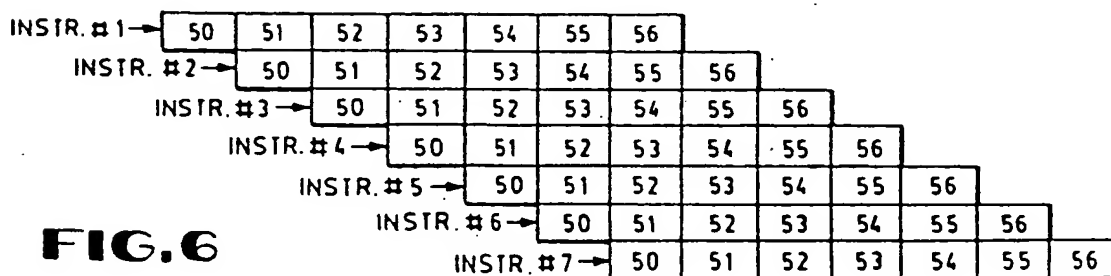 INSTR. #1 50 51 52 53 54 55 56
INSTR. #2 50 51 52 53 54 55 56
INSTR. #3 50 51 52 53 54 55 56
INSTR. #4 50 51 52 53 54 55 56
INSTR. #5 50 51 52 53 54 55 56
INSTR. #6 50 51 52 53 54 55 56
INSTR. #7 50 51 52 53 54 55 56
FIG.6